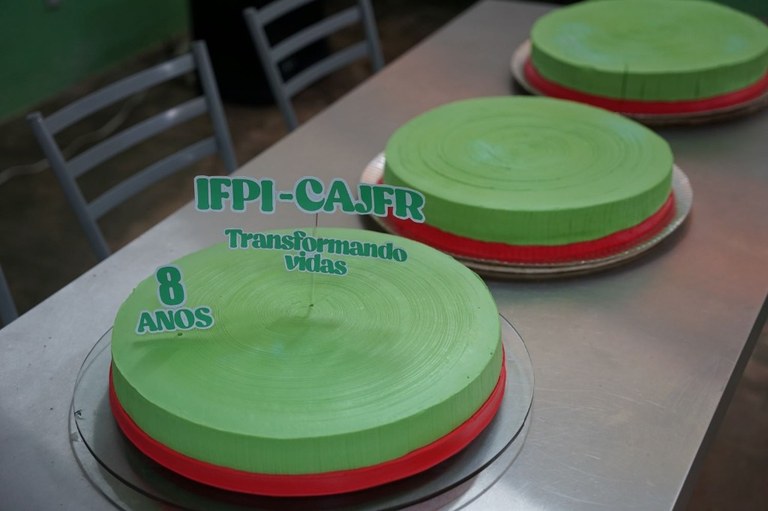 IFPI-CAJFR
Transformando
vidas
8
ANOS